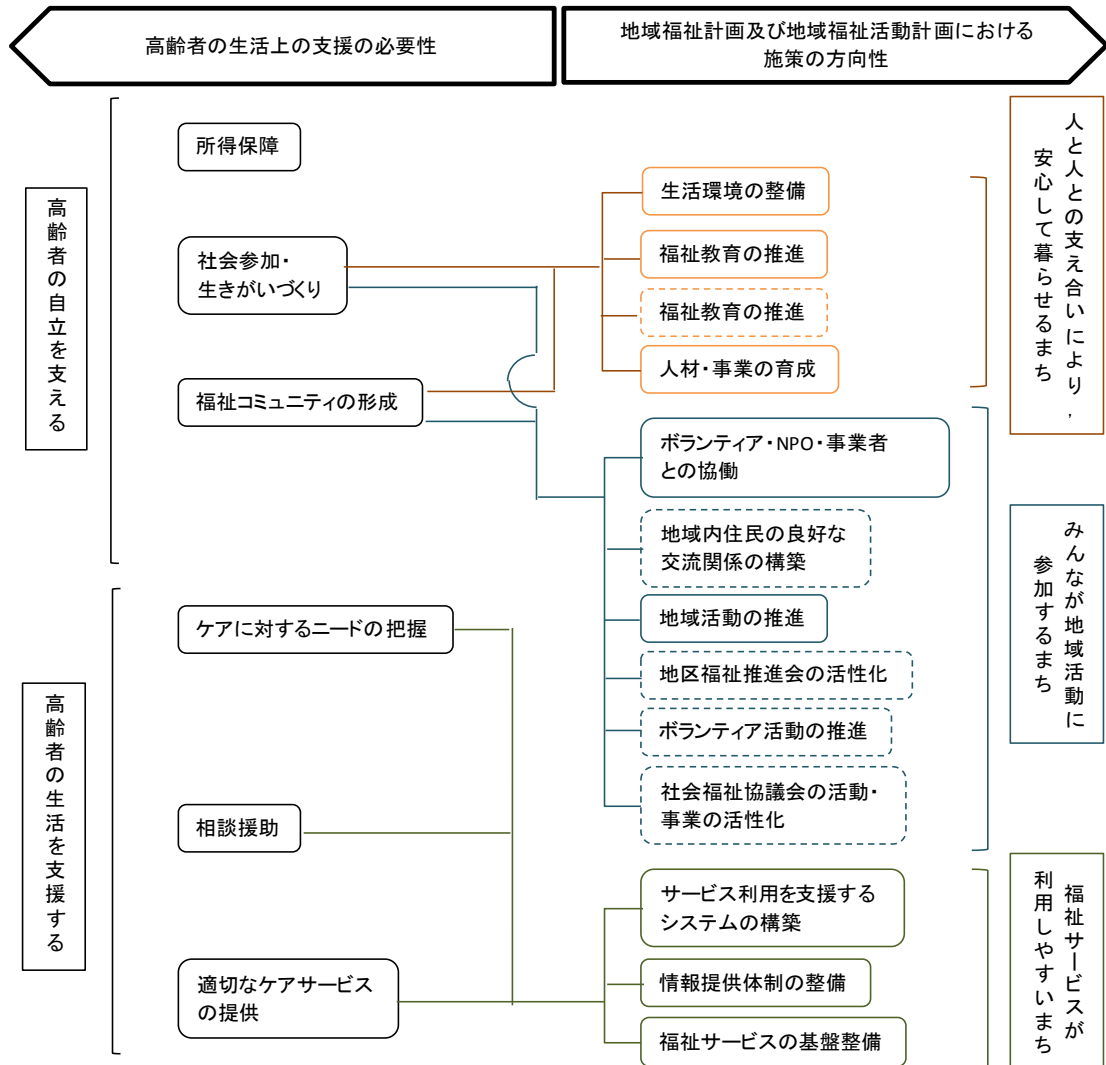 高齢者の生活上の支援の必要性
地域福祉計画及び地域福祉活動計画における
施策の方向性
高齢者の自立を支える
所得保障
社会参加・
生きがいづくり
福祉コミュニティの形成
高齢者の生活を支援する
ケアに対するニードの把握
相談援助
適切なケアサービス
の提供
生活環境の整備
福祉教育の推進
福祉教育の推進
人材・事業の育成
人と人との支え合いにより,
安心して暮らせるまち
ボランティア・NPO・事業者
との協働
地域内住民の良好な
交流関係の構築
地域活動の推進
地区福祉推進会の活性化
ボランティア活動の推進
社会福祉協議会の活動・
事業の活性化
みんなが地域活動に
参加するまち
サービス利用を支援する
システムの構築
情報提供体制の整備
福祉サービスの基盤整備
福祉サービスが
利用しやすいまち